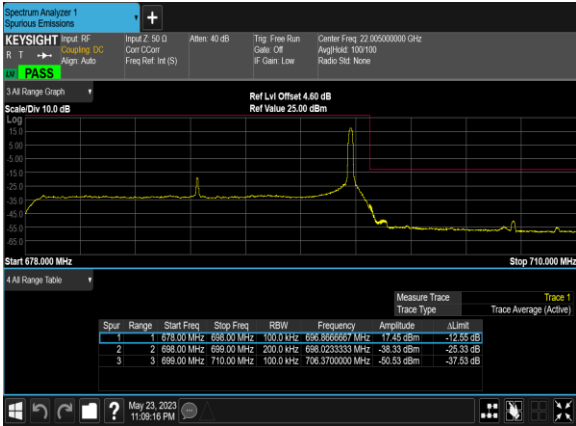 Spectrum Analyzer 1
Spurious Emissions
+
KEYSIGHT Input: RF Input Z: 50 Ω Atten: 40 dB Trig: Free Run Center Freq: 22.005000000 GHz
R T Coupling: DC Corr CCorr Gate: Off Avg|Hold: 100/100
Align: Auto Freq Ref: Int (S) IF Gain: Low Radio Std: None
PASS
3 All Range Graph
Ref Lvl Offset 4.60 dB
Scale/Div 10.0 dB Ref Value 25.00 dBm
Log
15.0
5.00
-5.00
-15.0
-25.0
-35.0
-45.0
-55.0
-65.0
Start 678.000 MHz Stop 710.000 MHz
4 All Range Table
Measure Trace Trace 1
Trace Type Trace Average (Active)
Spur Range Start Freq Stop Freq RBW Frequency Amplitude ΔLimit
1 1 678.00 MHz 698.00 MHz 100.0 kHz 696.8666667 MHz 17.45 dBm -12.55 dB
2 2 698.00 MHz 699.00 MHz 200.0 kHz 698.0233333 MHz -38.33 dBm -25.33 dB
3 3 699.00 MHz 710.00 MHz 100.0 kHz 706.3700000 MHz -50.53 dBm -37.53 dB
?
May 23, 2023
11:09:16 PM